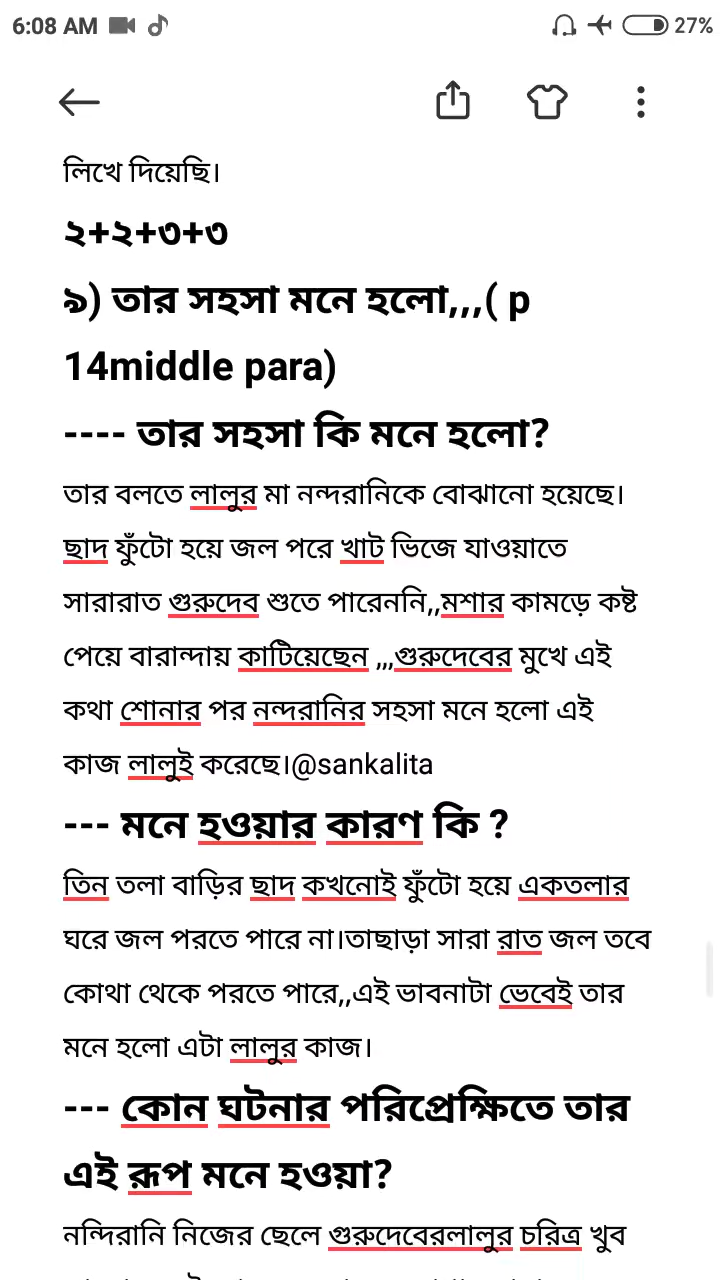 6:08 AM 27%
লিখে দিয়েছি।
২+২+৩+৩
৯) তার সহসা মনে হলো,,,( p
14middle para)
---- তার সহসা কি মনে হলো?
তার বলতে লালুর মা নন্দরানিকে বোঝানো হয়েছে।
ছাদ ফুঁটো হয়ে জল পরে খাট ভিজে যাওয়াতে
সারারাত গুরুদেব শুতে পারেননি,,মশার কামড়ে কষ্ট
পেয়ে বারান্দায় কাটিয়েছেন ,,,গুরুদেবের মুখে এই
কথা শোনার পর নন্দরানির সহসা মনে হলো এই
কাজ লালুই করেছে।@sankalita
--- মনে হওয়ার কারণ কি ?
তিন তলা বাড়ির ছাদ কখনোই ফুঁটো হয়ে একতলার
ঘরে জল পরতে পারে না।তাছাড়া সারা রাত জল তবে
কোথা থেকে পরতে পারে,,এই ভাবনাটা ভেবেই তার
মনে হলো এটা লালুর কাজ।
--- কোন ঘটনার পরিপ্রেক্ষিতে তার
এই রূপ মনে হওয়া?
নন্দিরানি নিজের ছেলে গুরুদেবেরলালুর চরিত্র খুব